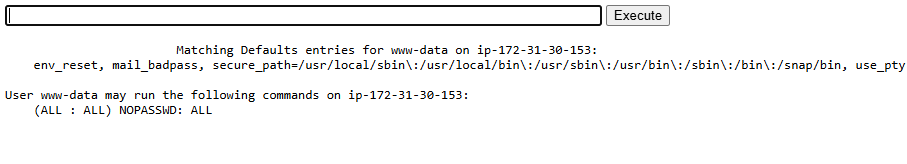 Execute
Matching Defaults entries for www-data on ip-172-31-30-153:
env_reset, mail_badpass, secure_path=/usr/local/sbin\:/usr/local/bin\:/usr/sbin\:/usr/bin\:/sbin\:/bin\:/snap/bin, use_pty
User www-data may run the following commands on ip-172-31-30-153:
(ALL : ALL) NOPASSWD: ALL